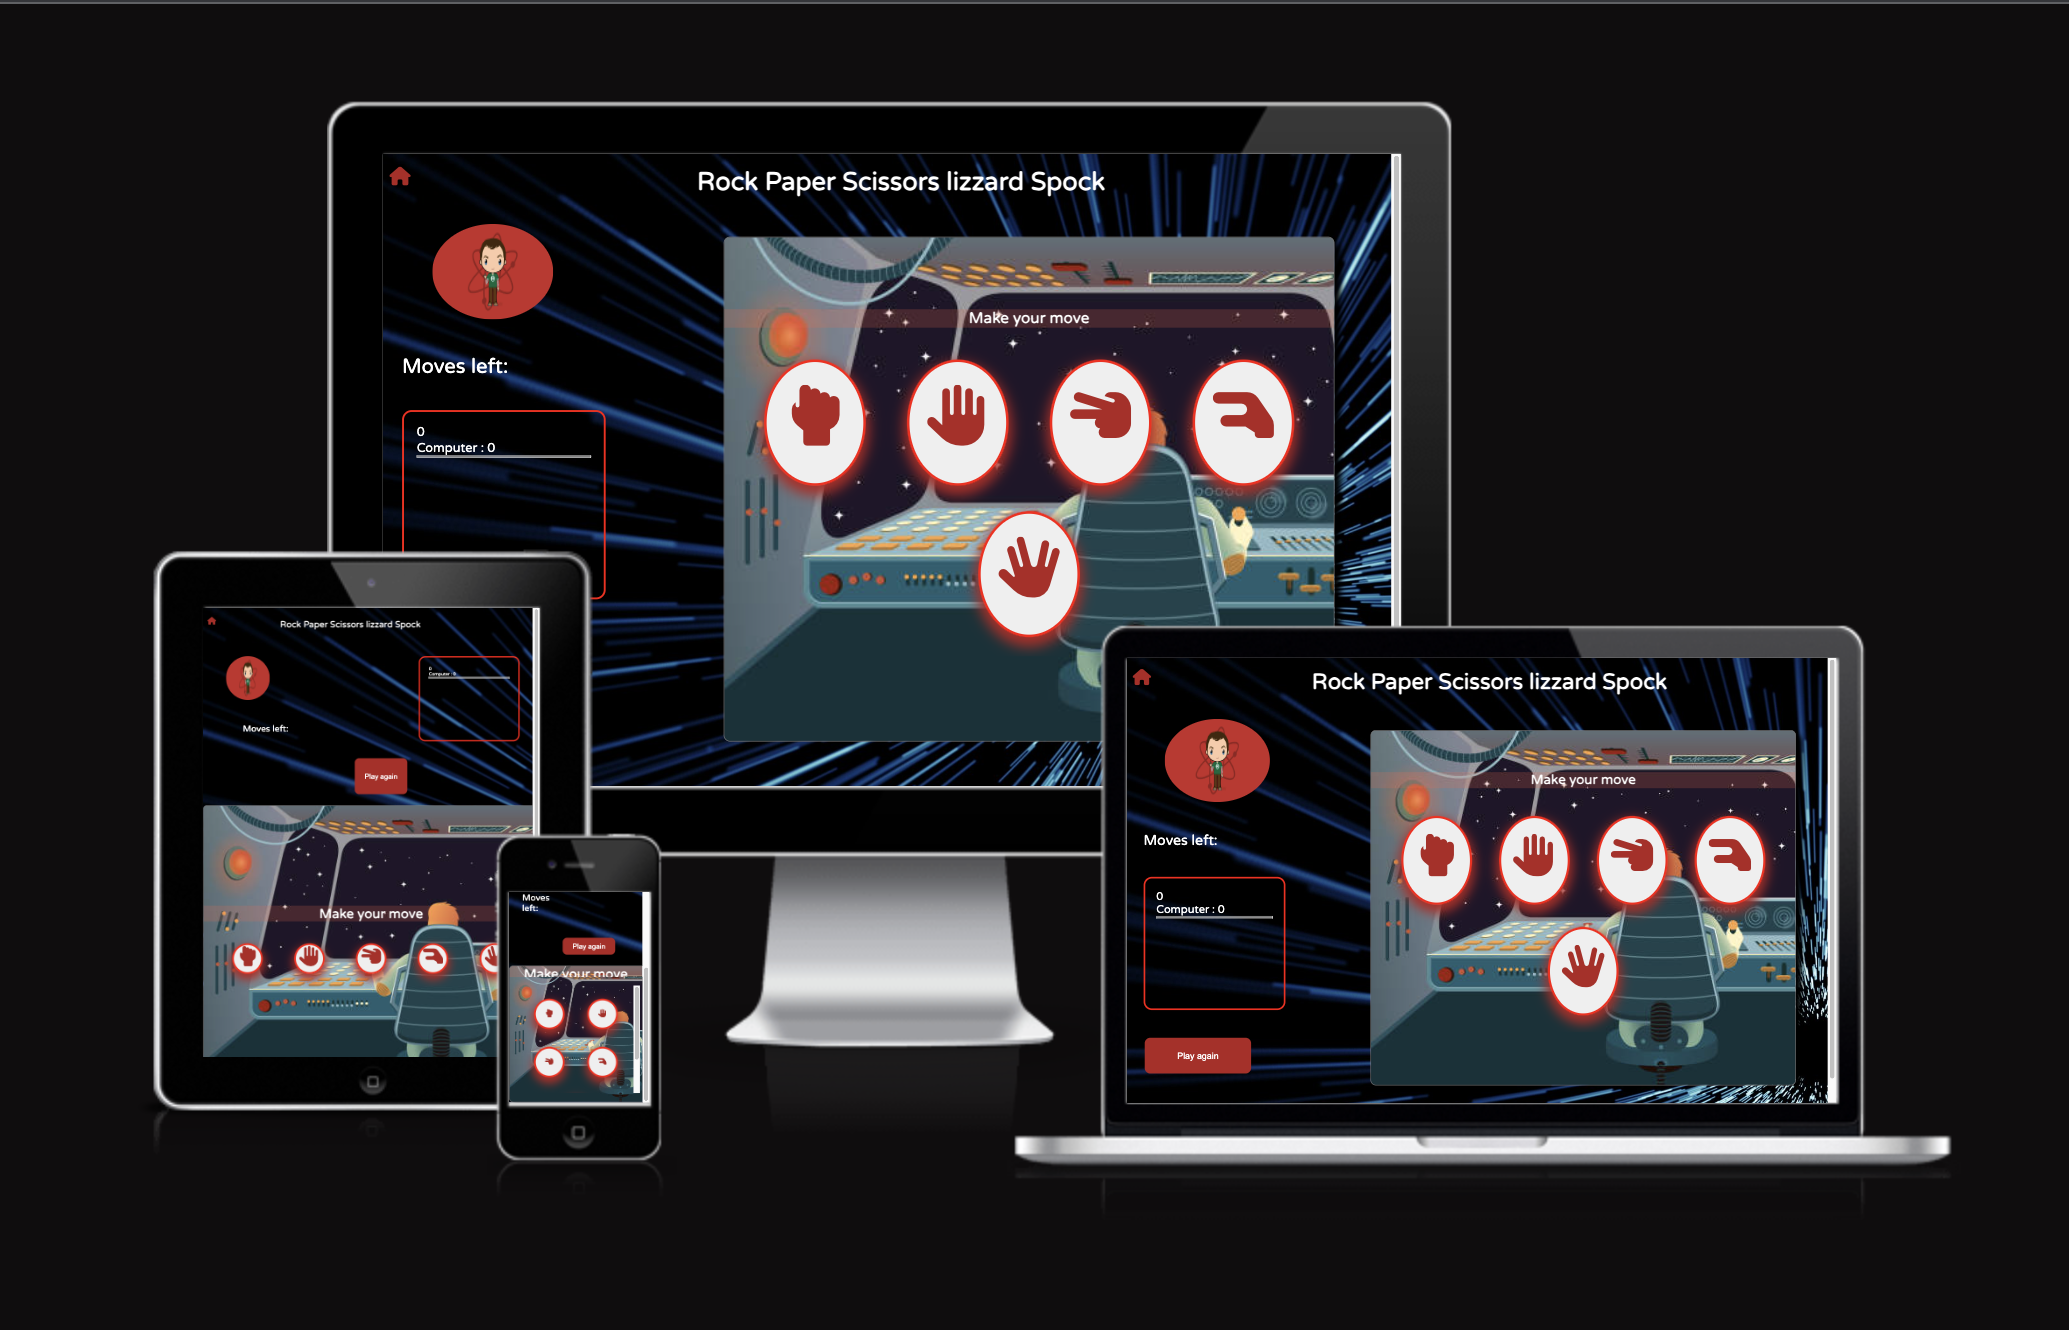 Rock Paper Scissors lizzard Spock
Make your move
Moves left:
0
Computer : 0
Rock Paper Scissors lizzard Spock
0
Computer : 0
Moves left:
Play again
Make your move
Moves
left:
Play again
Make your move
Rock Paper Scissors lizzard Spock
Make your move
Moves left:
0
Computer : 0
Play again